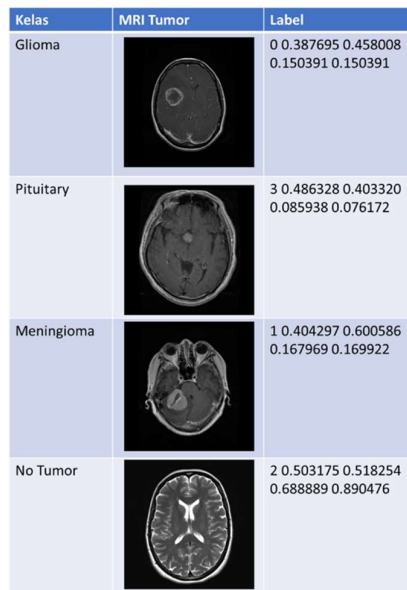 Kelas MRI Tumor Label
Glioma 0 0.387695 0.458008
0.150391 0.150391
Pituitary 3 0.486328 0.403320
0.085938 0.076172
Meningioma 1 0.404297 0.600586
0.167969 0.169922
No Tumor 2 0.503175 0.518254
0.688889 0.890476